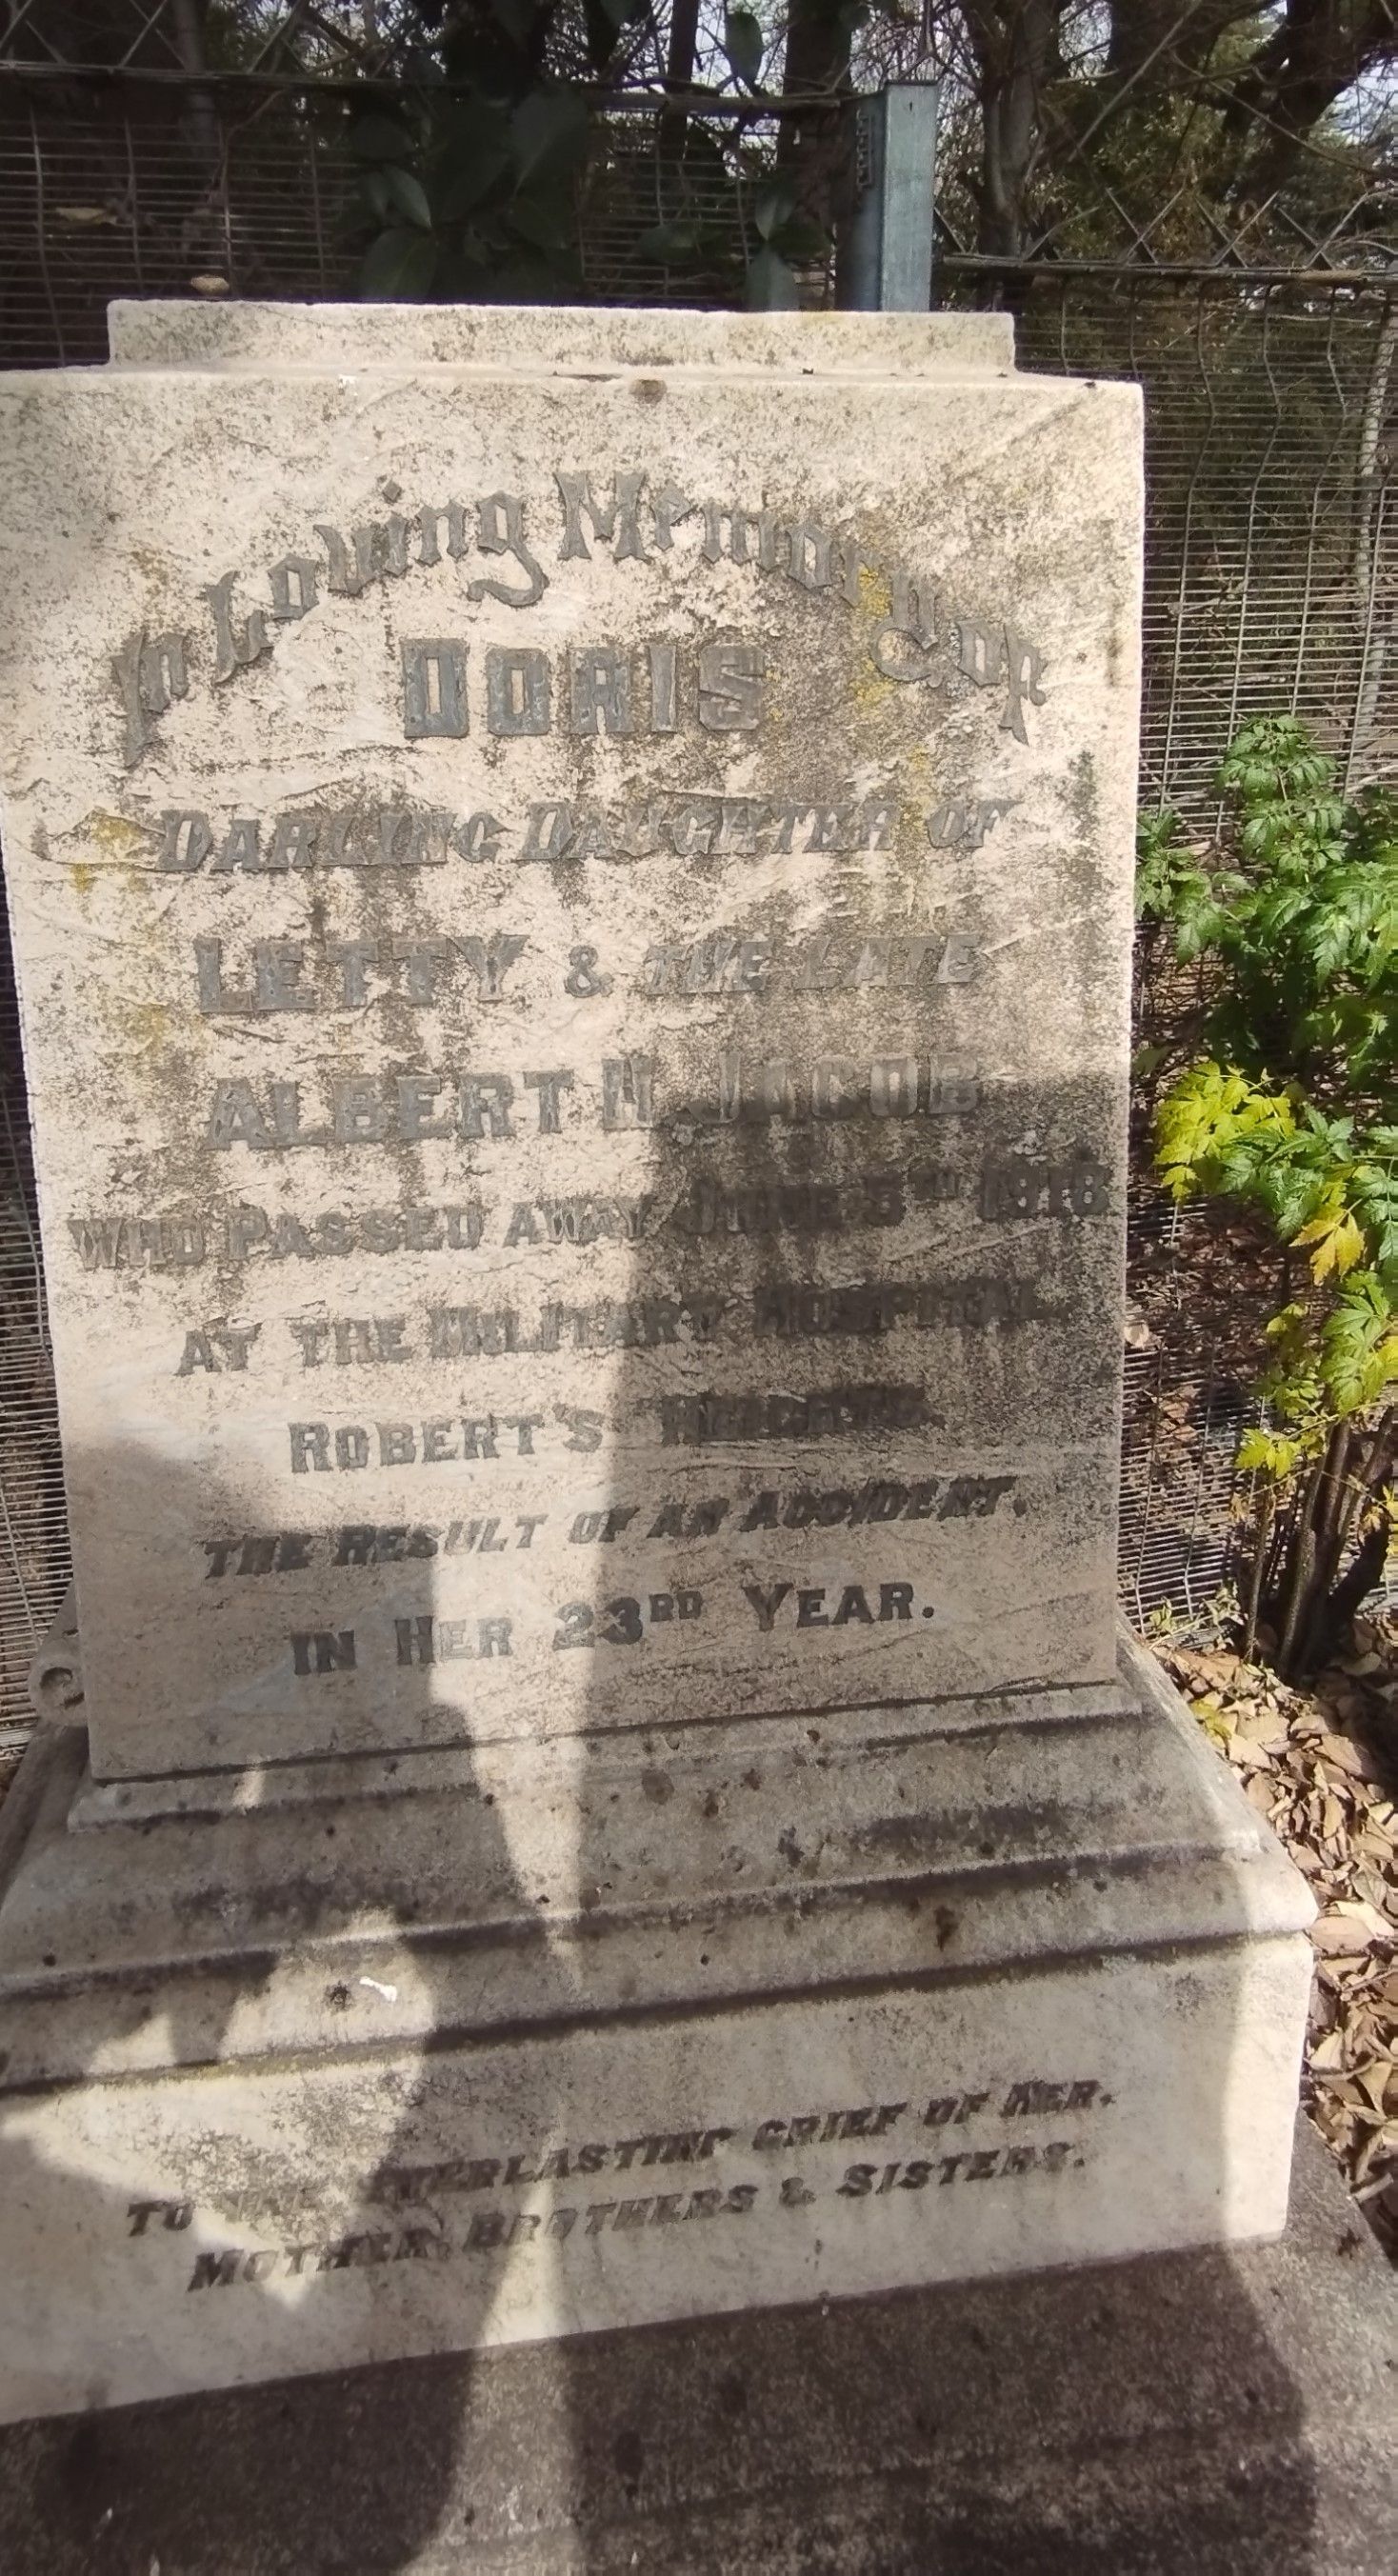 In Loving Memory of
DORIS
DARLING DAUGHTER OF
LETTY & THE LATE
ALBERT H. JACOB
WHO PASSED AWAY JUNE 5TH 1918
AT THE MILITARY HOSPITAL
ROBERT'S HEIGHTS.
THE RESULT OF AN ACCIDENT.
IN HER 23RD YEAR.
TO THE EVERLASTING GRIEF OF HER.
MOTHER, BROTHERS & SISTERS.